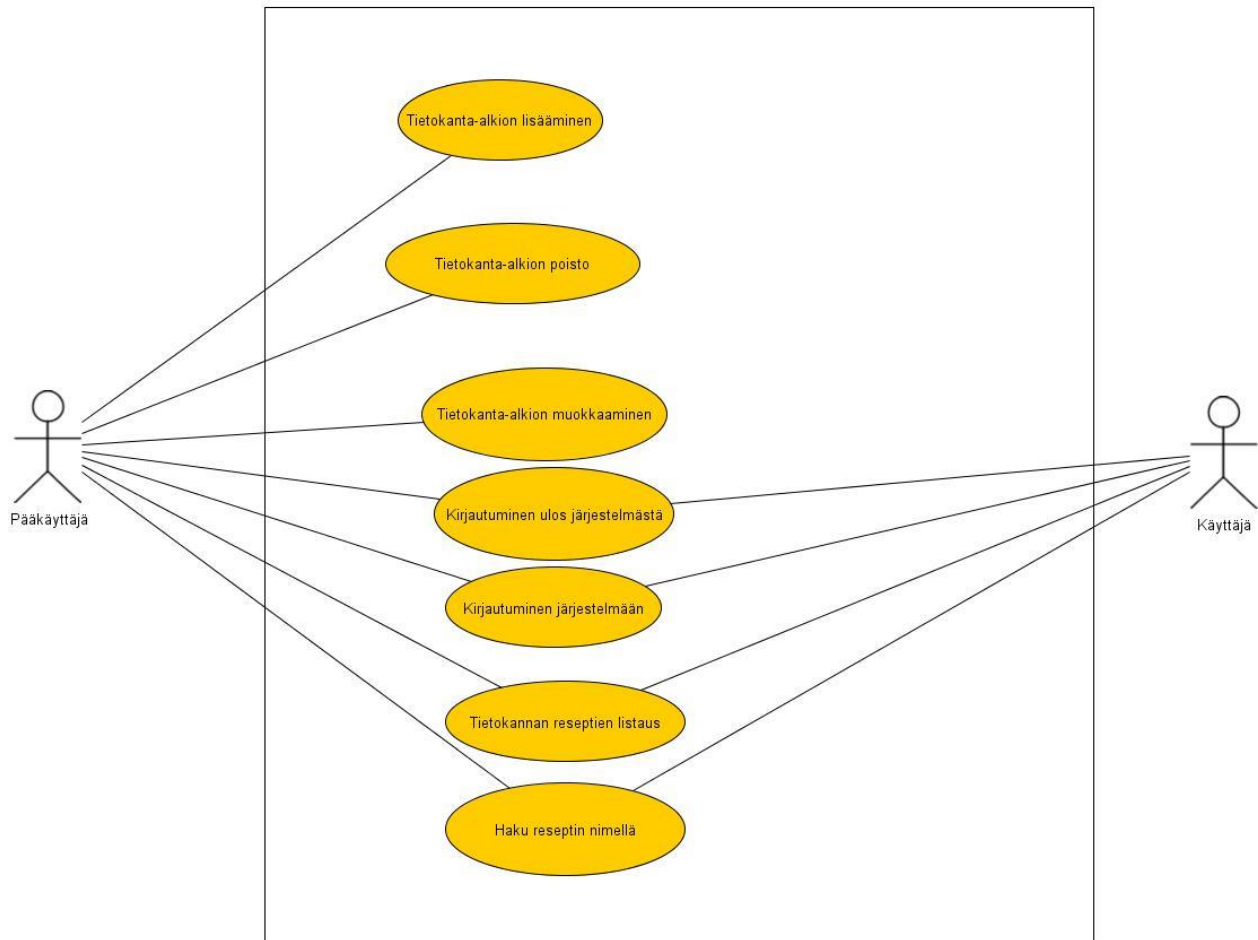 Tietokanta-alkion lisääminen
Tietokanta-alkion poisto
Tietokanta-alkion muokkaaminen
Pääkäyttäjä
Kirjautuminen ulos järjestelmästä
Käyttäjä
Kirjautuminen järjestelmään
Tietokannan reseptien listaus
Haku reseptin nimellä